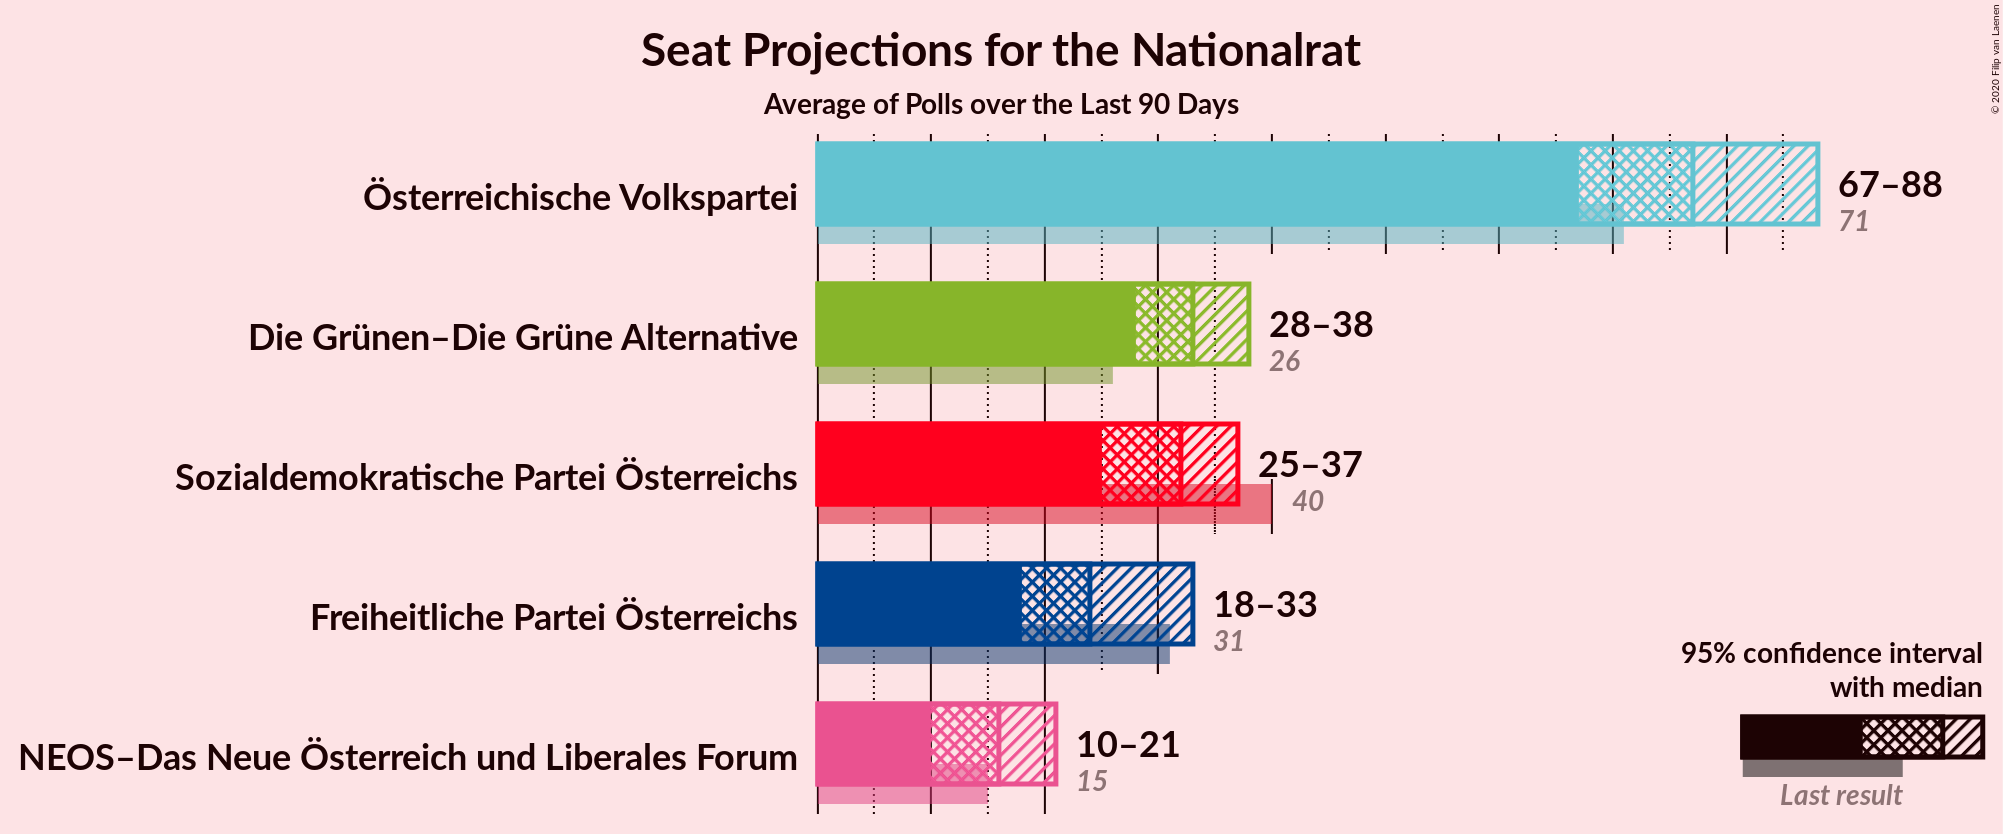 Seat Projections for the Nationalrat
Average of Polls over the Last 90 Days
© 2020 Filip van Laenen
Österreichische Volkspartei
67–88
71
Die Grünen–Die Grüne Alternative
28–38
26
Sozialdemokratische Partei Österreichs
25–37
40
Freiheitliche Partei Österreichs
18–33
31
NEOS–Das Neue Österreich und Liberales Forum
10–21
15
95% confidence interval
with median
Last result